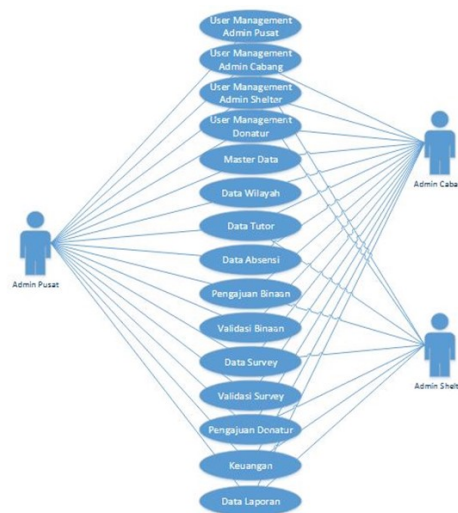 User Management
Admin Pusat
User Management
Admin Cabang
User Management
Admin Shelter
User Management
Donatur
Master Data
Data Wilayah
Data Tutor
Data Absensi
Pengajuan Binaan
Validasi Binaan
Data Survey
Validasi Survey
Pengajuan Donatur
Keuangan
Data Laporan
Admin Pusat
Admin Caba
Admin Shelt